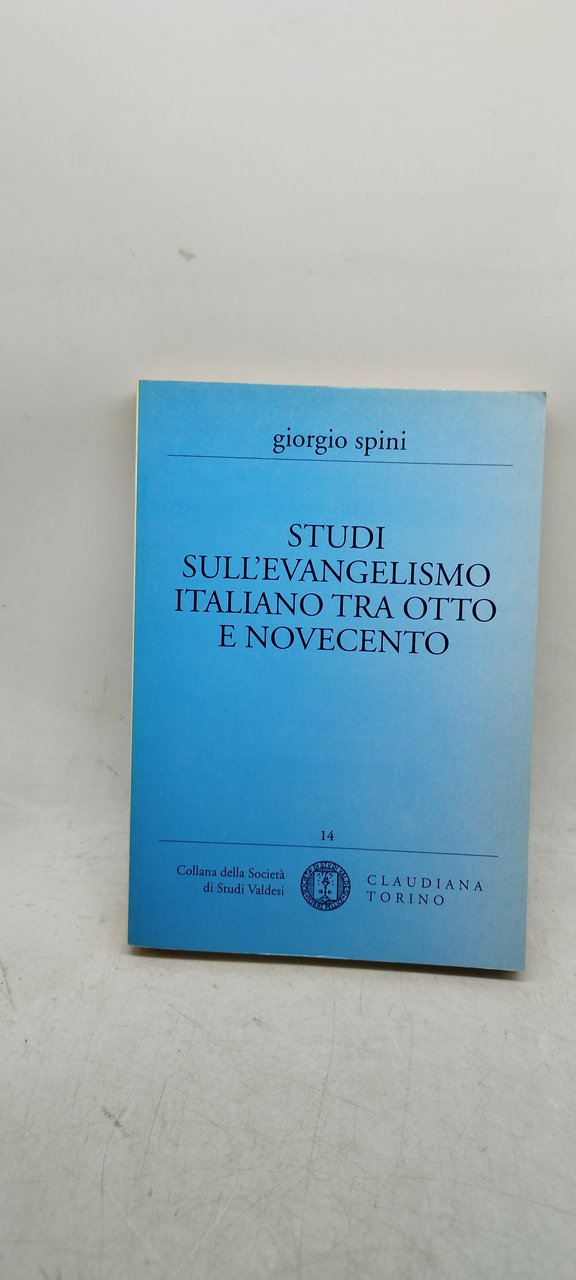 giorgio spini
STUDI
SULL'EVANGELISMO
ITALIANO TRA OTTO
E NOVECENTO
14
Collana della Società
di Studi Valdesi
CLAUDIANA
TORINO